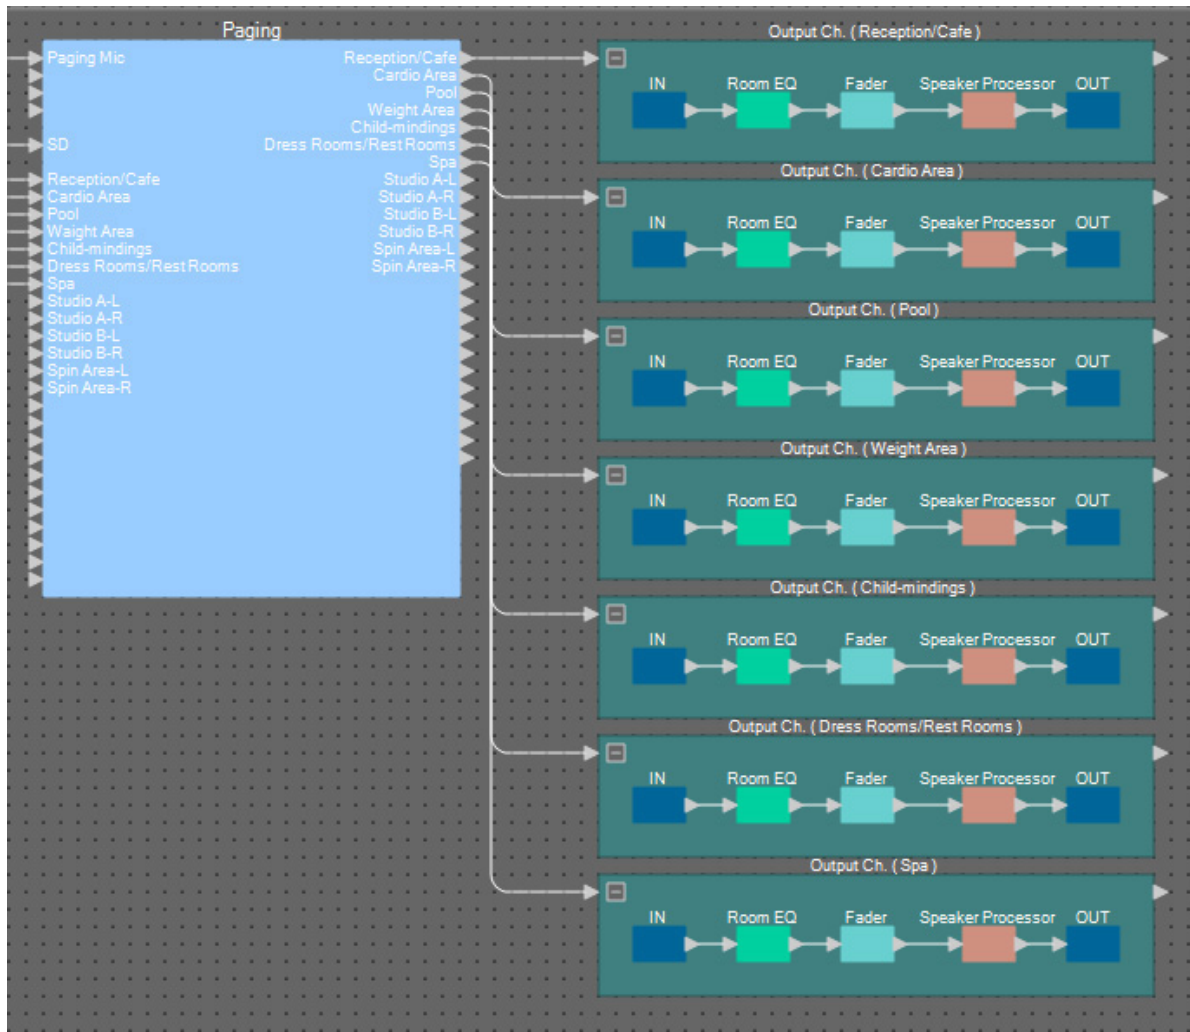 Paging
Paging Mic
SD
Reception/Cafe
Cardio Area
Pool
Waight Area
Child-mindings
Dress Rooms/Rest Rooms
Spa
Studio A-L
Studio A-R
Studio B-L
Studio B-R
Spin Area-L
Spin Area-R
Reception/Cafe
Cardio Area
Pool
Weight Area
Child-mindings
Dress Rooms/Rest Rooms
Spa
Studio A-L
Studio A-R
Studio B-L
Studio B-R
Spin Area-L
Spin Area-R
Output Ch. ( Reception/Cafe )
IN Room EQ Fader Speaker Processor OUT
Output Ch. ( Cardio Area )
IN Room EQ Fader Speaker Processor OUT
Output Ch. ( Pool )
IN Room EQ Fader Speaker Processor OUT
Output Ch. ( Weight Area )
IN Room EQ Fader Speaker Processor OUT
Output Ch. ( Child-mindings )
IN Room EQ Fader Speaker Processor OUT
Output Ch. ( Dress Rooms/Rest Rooms )
IN Room EQ Fader Speaker Processor OUT
Output Ch. ( Spa )
IN Room EQ Fader Speaker Processor OUT